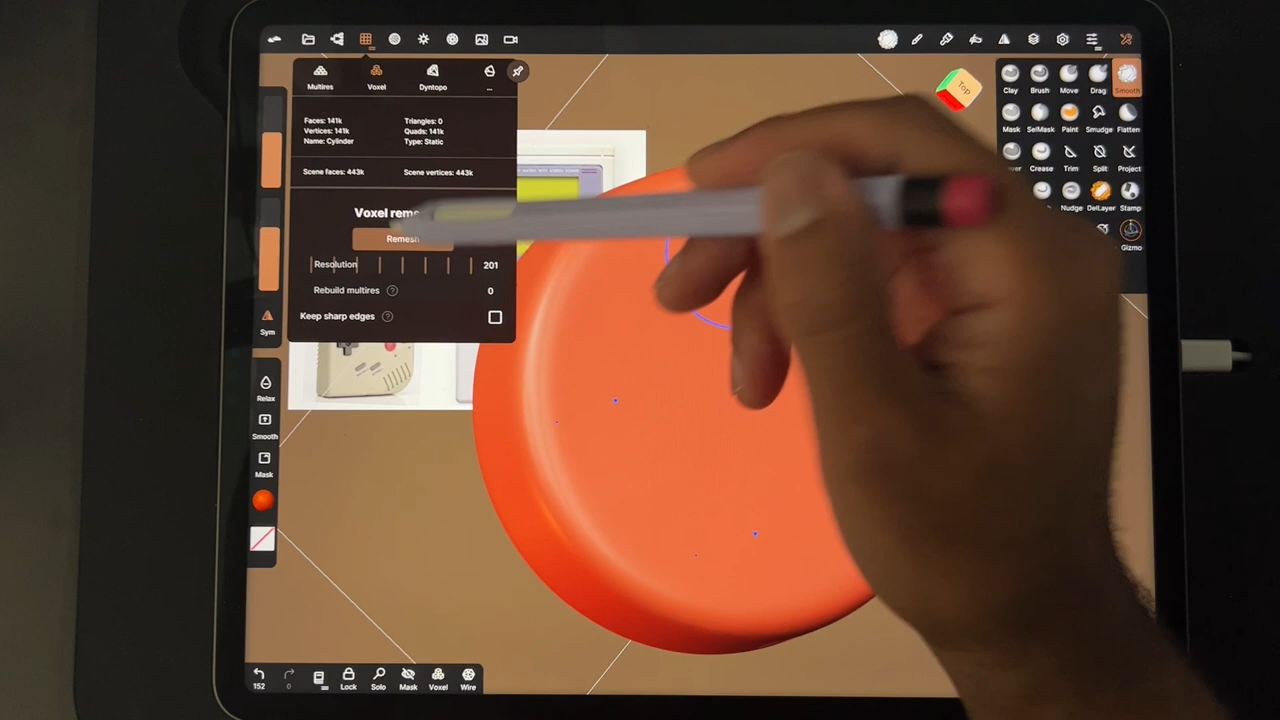 Multires
Voxel
Dyntopo
...
Faces: 141k
Triangles: 0
Vertices: 141k
Quads: 141k
Name: Cylinder
Type: Static
Scene faces: 443k
Scene vertices: 443k
Voxel reme
Remesh
Resolution
201
Rebuild multires ?
0
Keep sharp edges ?
Sym
Relax
Smooth
Mask
Top
Clay
Brush
Move
Drag
Smooth
Mask
SelMask
Paint
Smudge
Flatten
Crease
Trim
Split
Project
Nudge
DelLayer
Stamp
Gizmo
152
0
Lock
Solo
Mask
Voxel
Wire